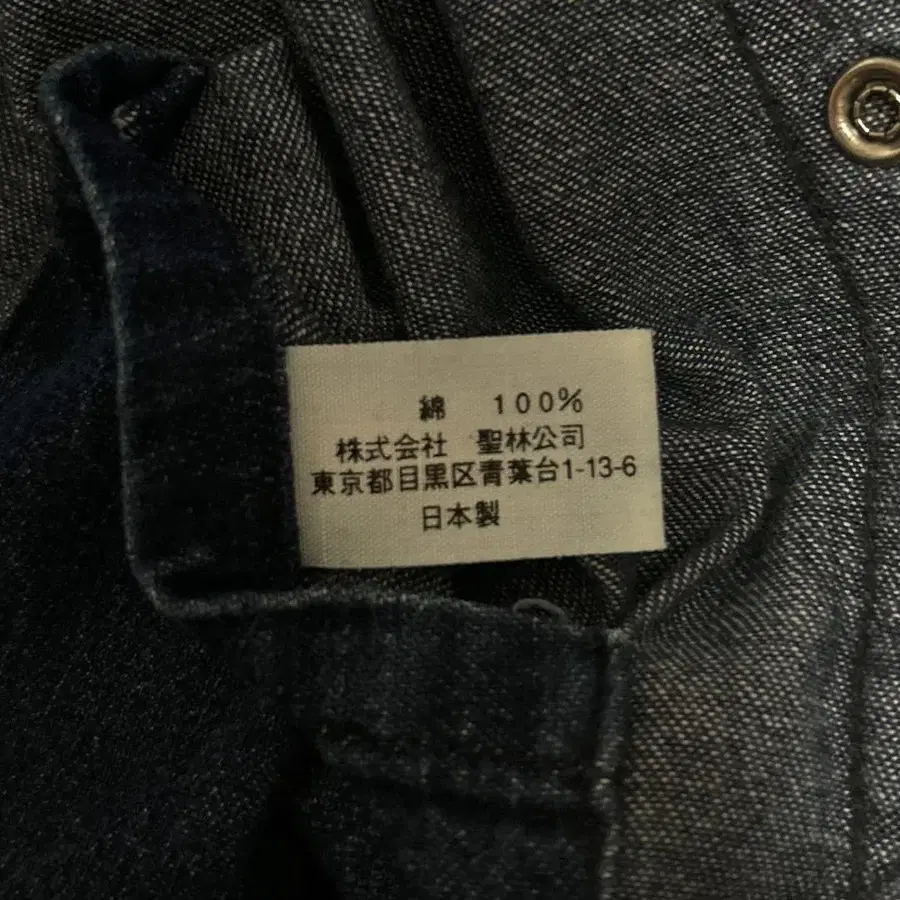 綿 100%
株式会社 聖林公司
東京都目黒区青葉台1-13-6
日本製